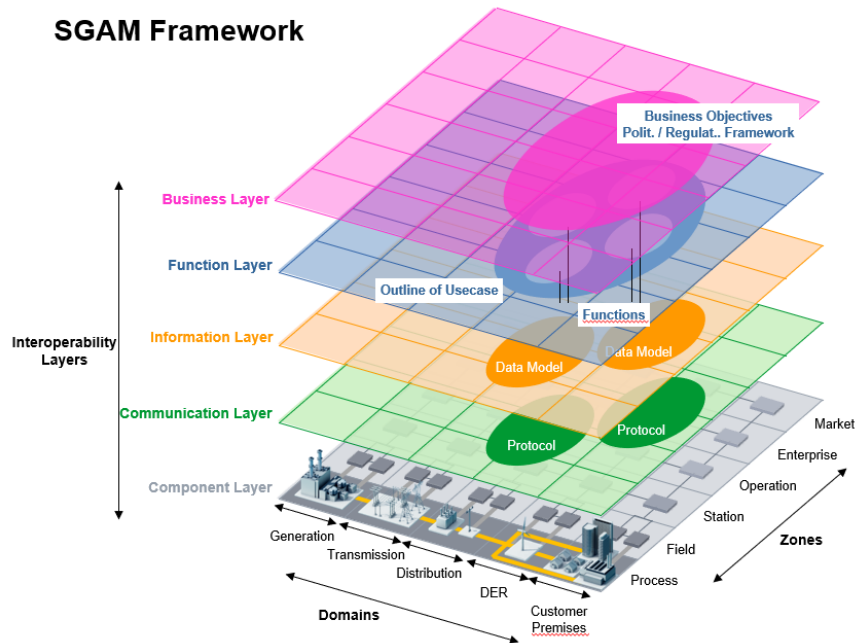 SGAM Framework
Business Objectives
Polit. / Regulat.. Framework
Business Layer
Function Layer
Outline of Usecase
Functions
Interoperability
Layers
Information Layer
Data Model
Data Model
Communication Layer
Protocol
Protocol
Component Layer
Market
Enterprise
Operation
Station
Field
Process
Zones
Generation
Transmission
Distribution
DER
Customer
Premises
Domains